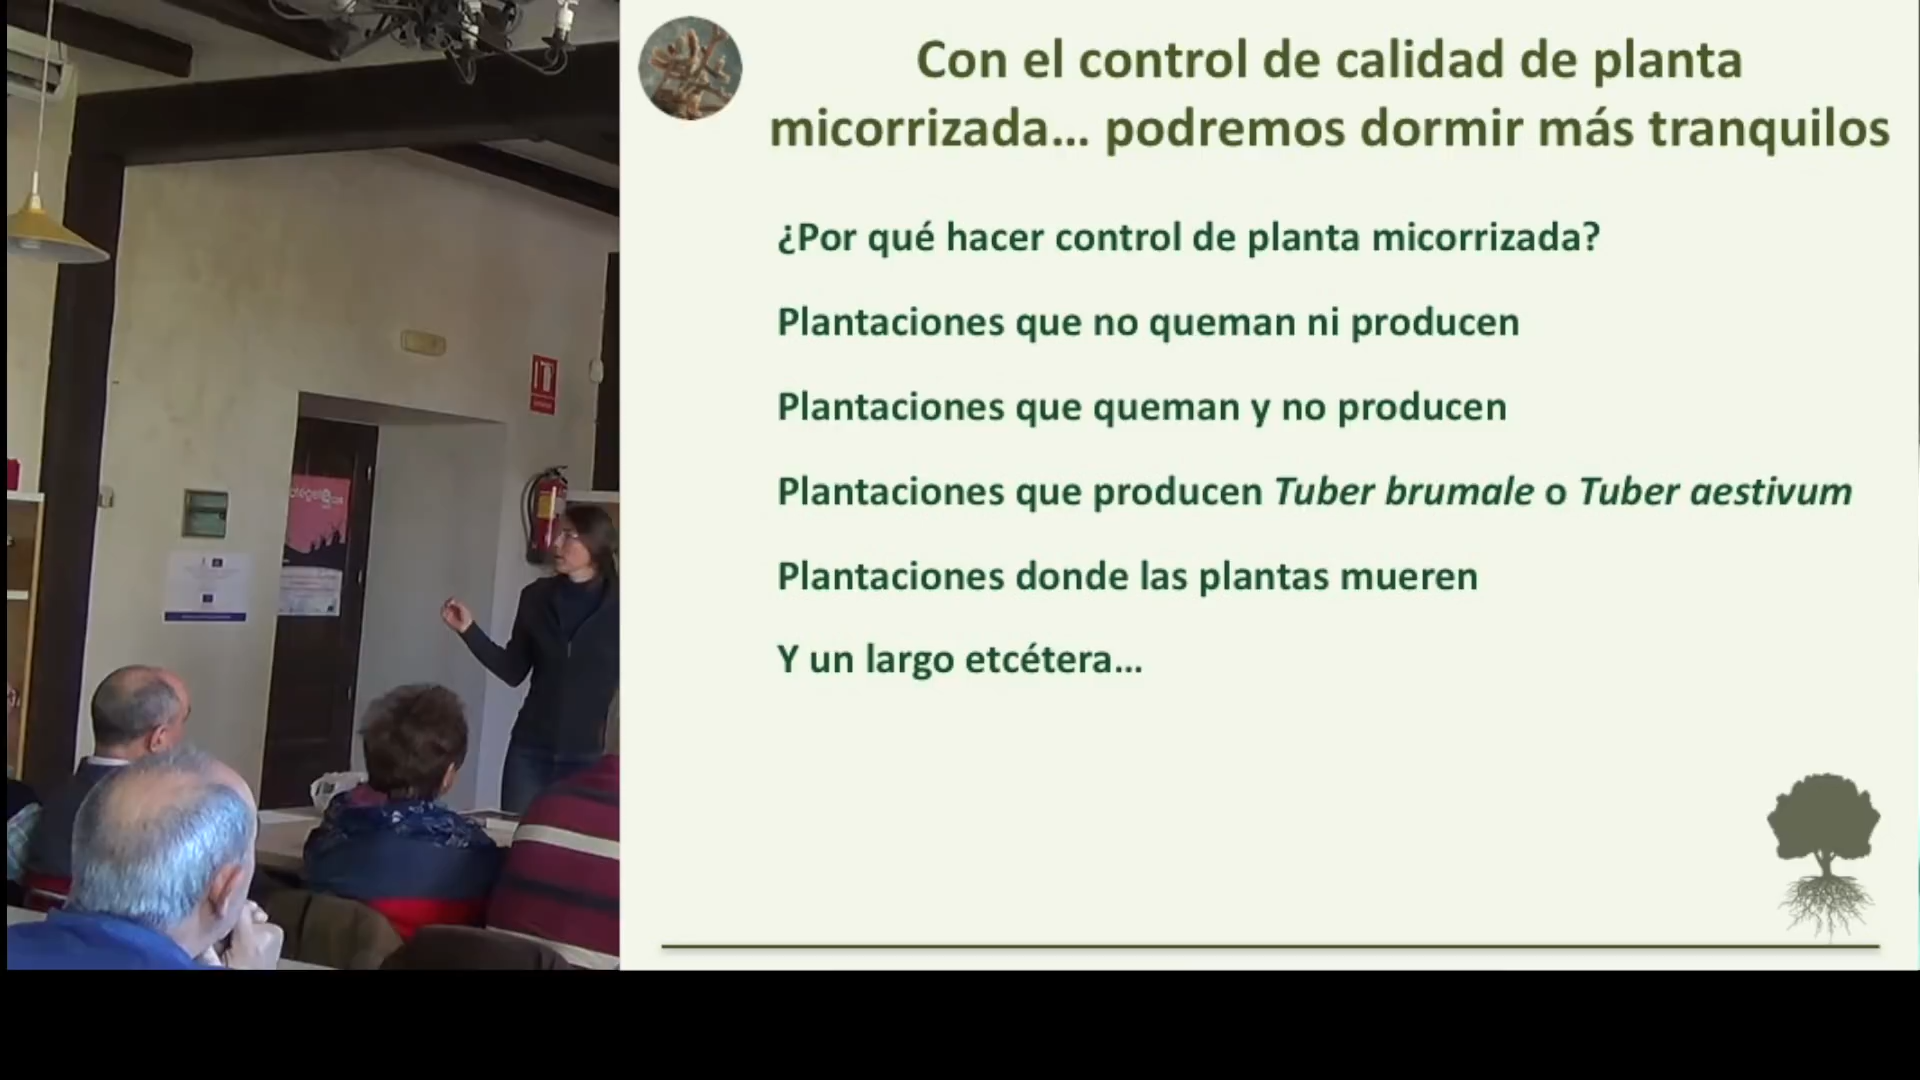 Con el control de calidad de planta
micorrizada... podremos dormir más tranquilos
¿Por qué hacer control de planta micorrizada?
Plantaciones que no queman ni producen
Plantaciones que queman y no producen
Plantaciones que producen Tuber brumale o Tuber aestivum
Plantaciones donde las plantas mueren
Y un largo etcétera...